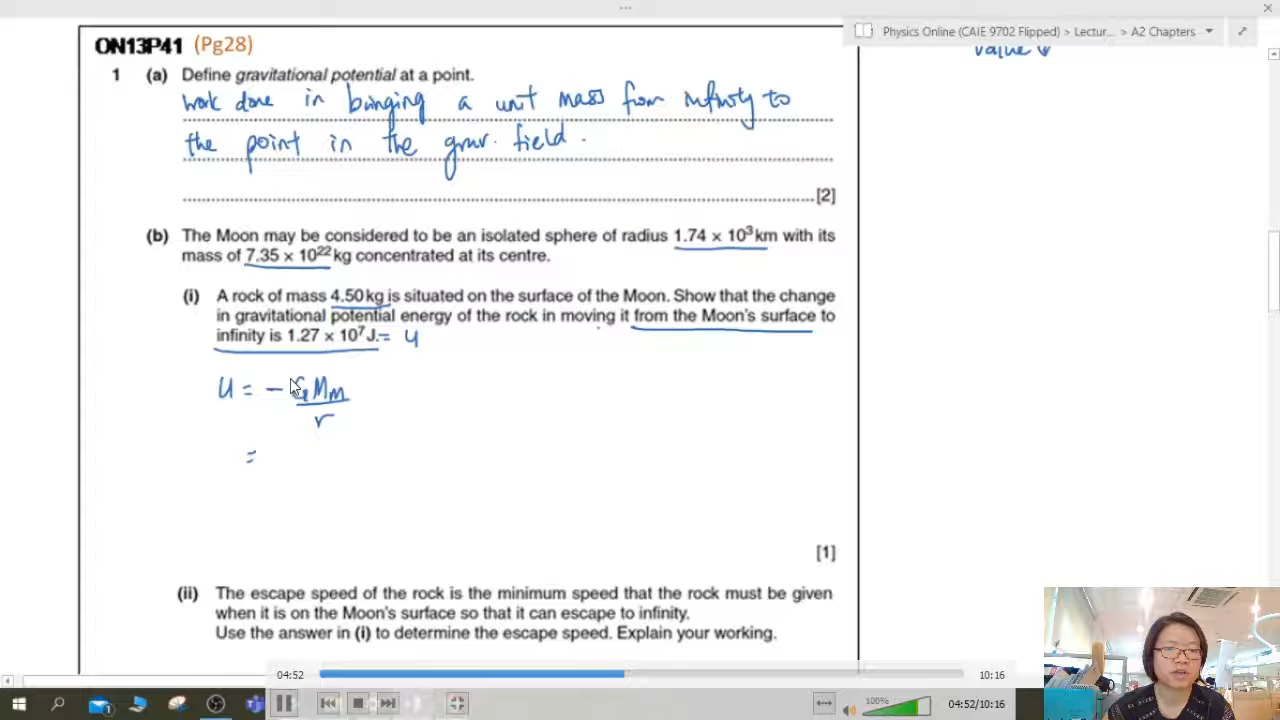 Physics Online (CAIE 9702 Flipped) > Lectur... > A2 Chapters
value ↓
ON13P41 (Pg28)
1 (a) Define gravitational potential at a point.
work done in bringing a unit mass from infinity to
the point in the grav. field.
[2]
(b) The Moon may be considered to be an isolated sphere of radius 1.74 × 10³ km with its
mass of 7.35 × 10²² kg concentrated at its centre.
(i) A rock of mass 4.50 kg is situated on the surface of the Moon. Show that the change
in gravitational potential energy of the rock in moving it from the Moon's surface to
infinity is 1.27 × 10⁷ J. = U
U = - GMm
r
=
[1]
(ii) The escape speed of the rock is the minimum speed that the rock must be given
when it is on the Moon's surface so that it can escape to infinity.
Use the answer in (i) to determine the escape speed. Explain your working.
04:52 10:16
100% 04:52/10:16